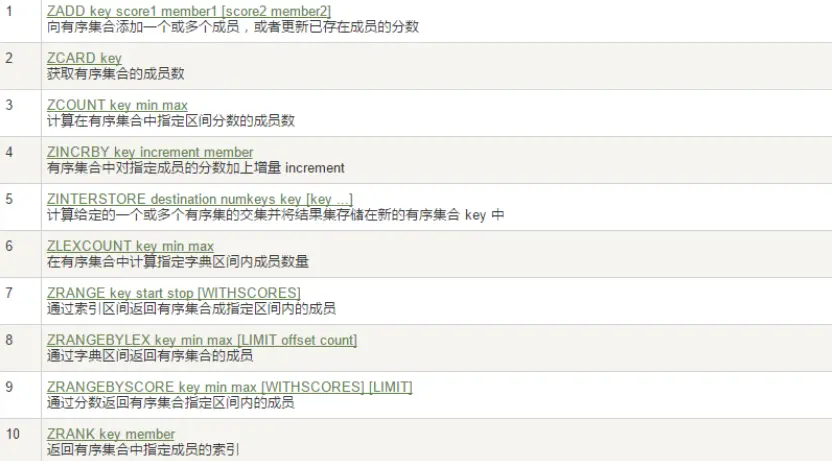 1 ZADD key score1 member1 [score2 member2]
向有序集合添加一个或多个成员，或者更新已存在成员的分数
2 ZCARD key
获取有序集合的成员数
3 ZCOUNT key min max
计算在有序集合中指定区间分数的成员数
4 ZINCRBY key increment member
有序集合中对指定成员的分数加上增量 increment
5 ZINTERSTORE destination numkeys key [key ...]
计算给定的一个或多个有序集的交集并将结果集存储在新的有序集合 key 中
6 ZLEXCOUNT key min max
在有序集合中计算指定字典区间内成员数量
7 ZRANGE key start stop [WITHSCORES]
通过索引区间返回有序集合成指定区间内的成员
8 ZRANGEBYLEX key min max [LIMIT offset count]
通过字典区间返回有序集合的成员
9 ZRANGEBYSCORE key min max [WITHSCORES] [LIMIT]
通过分数返回有序集合指定区间内的成员
10 ZRANK key member
返回有序集合中指定成员的索引